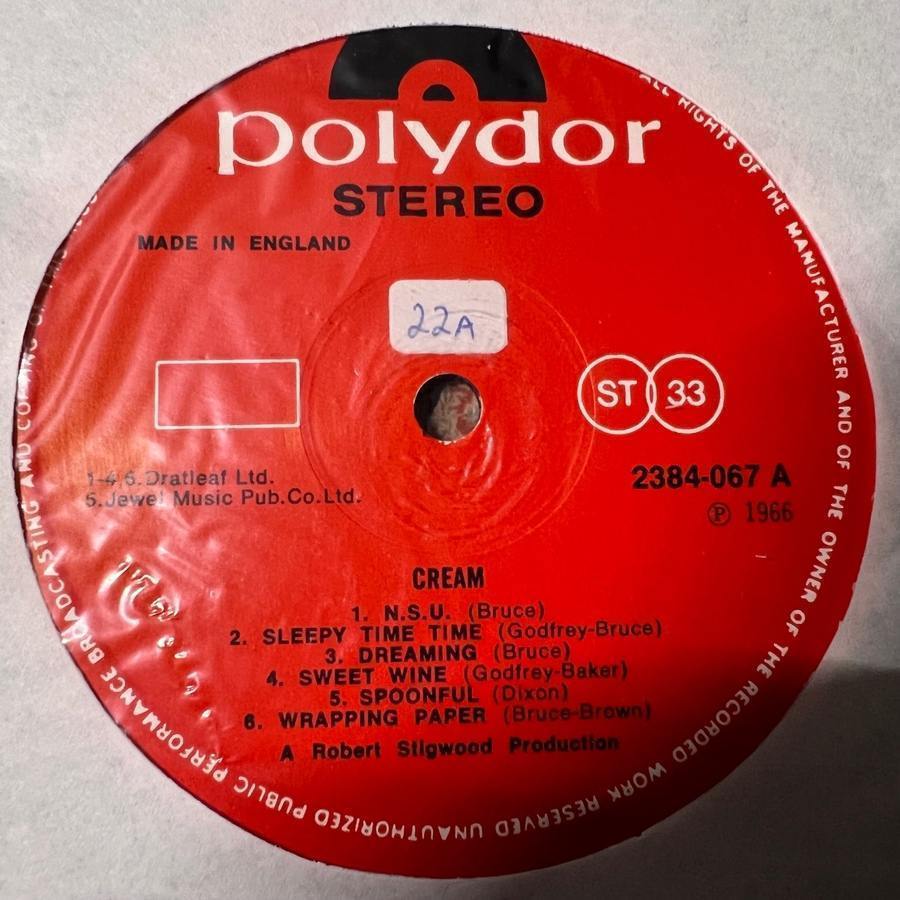 polydor
STEREO
MADE IN ENGLAND
22A
ST 33
1-4,6.Dratleaf Ltd.
5.Jewel Music Pub.Co.Ltd.
2384-067 A
℗ 1966
CREAM
1. N.S.U. (Bruce)
2. SLEEPY TIME TIME (Godfrey-Bruce)
3. DREAMING (Bruce)
4. SWEET WINE (Godfrey-Baker)
5. SPOONFUL (Dixon)
6. WRAPPING PAPER (Bruce-Brown)
A Robert Stigwood Production
ALL RIGHTS OF THE MANUFACTURER AND OF THE OWNER OF THE RECORDED WORK RESERVED UNAUTHORIZED PUBLIC PERFORMANCE BROADCASTING AND COPYING OF THIS